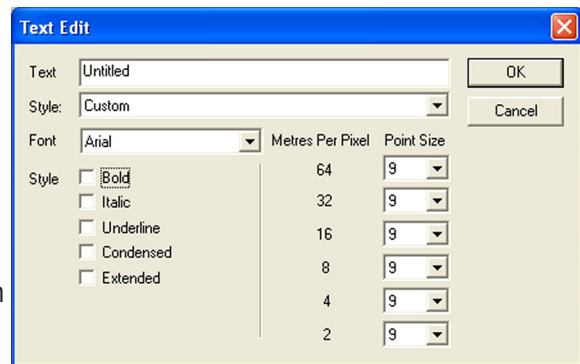 Text Edit
Text Untitled OK
Style: Custom Cancel
Font Arial Metres Per Pixel Point Size
Style Bold 64 9
Italic 32 9
Underline 16 9
Condensed 8 9
Extended 4 9
2 9